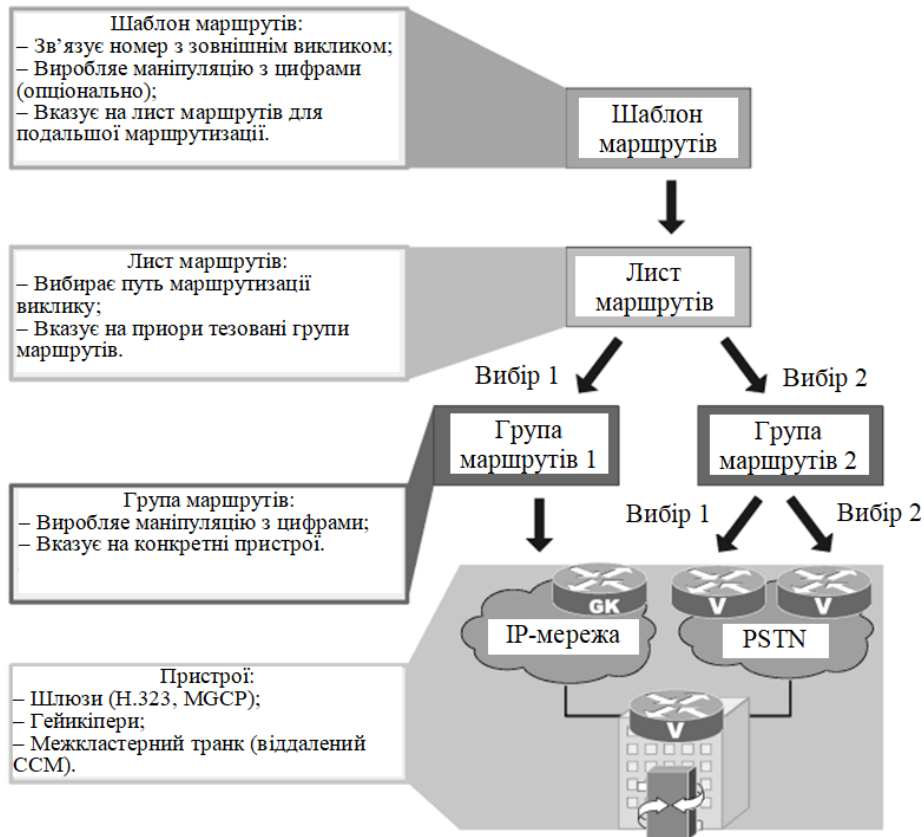 Шаблон маршрутів:
– Зв’язує номер з зовнішнім викликом;
– Виробляе маніпуляцію з цифрами
(опціонально);
– Вказує на лист маршрутів для
подальшої маршрутизації.
Шаблон
маршрутів
Лист маршрутів:
– Вибирає путь маршрутизації
виклику;
– Вказує на приори тезовані групи
маршрутів.
Лист
маршрутів
Вибір 1
Вибір 2
Група
маршрутів 1
Група
маршрутів 2
Група маршрутів:
– Виробляє маніпуляцію з цифрами;
– Вказує на конкретні пристрої.
Вибір 1
Вибір 2
GK
V
V
IP-мережа
PSTN
Пристрої:
– Шлюзи (H.323, MGCP);
– Гейикіпери;
– Межкластерний транк (віддалений
CCM).
V